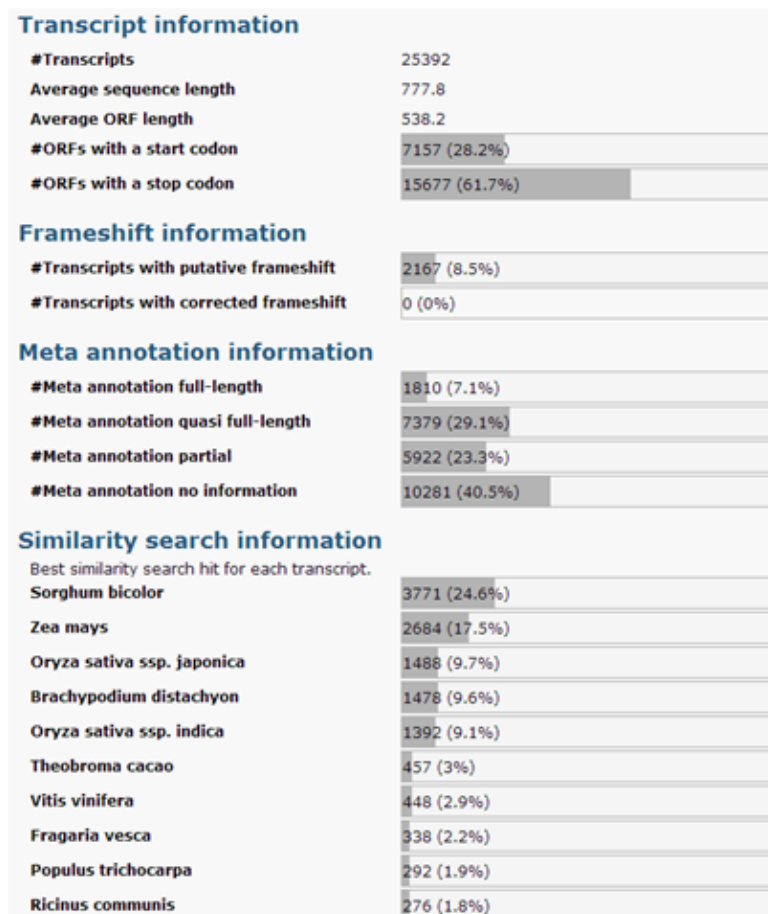 Transcript information
#Transcripts 25392
Average sequence length 777.8
Average ORF length 538.2
#ORFs with a start codon 7157 (28.2%)
#ORFs with a stop codon 15677 (61.7%)
Frameshift information
#Transcripts with putative frameshift 2167 (8.5%)
#Transcripts with corrected frameshift 0 (0%)
Meta annotation information
#Meta annotation full-length 1810 (7.1%)
#Meta annotation quasi full-length 7379 (29.1%)
#Meta annotation partial 5922 (23.3%)
#Meta annotation no information 10281 (40.5%)
Similarity search information
Best similarity search hit for each transcript.
Sorghum bicolor 3771 (24.6%)
Zea mays 2684 (17.5%)
Oryza sativa ssp. japonica 1488 (9.7%)
Brachypodium distachyon 1478 (9.6%)
Oryza sativa ssp. indica 1392 (9.1%)
Theobroma cacao 457 (3%)
Vitis vinifera 448 (2.9%)
Fragaria vesca 338 (2.2%)
Populus trichocarpa 292 (1.9%)
Ricinus communis 276 (1.8%)